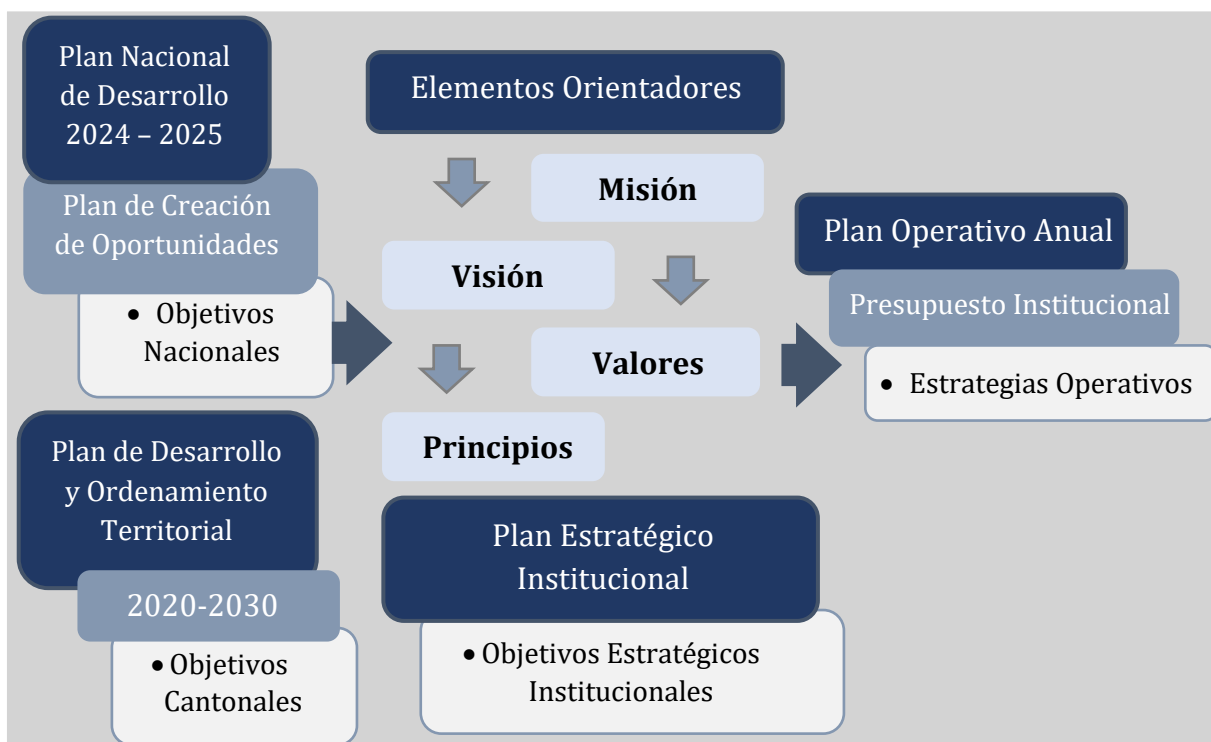 Plan Nacional
de Desarrollo
2024 – 2025
Plan de Creación
de Oportunidades
• Objetivos
Nacionales
Plan de Desarrollo
y Ordenamiento
Territorial
2020-2030
• Objetivos
Cantonales
Elementos Orientadores
Misión
Visión
Valores
Principios
Plan Estratégico
Institucional
• Objetivos Estratégicos
Institucionales
Plan Operativo Anual
Presupuesto Institucional
• Estrategias Operativos